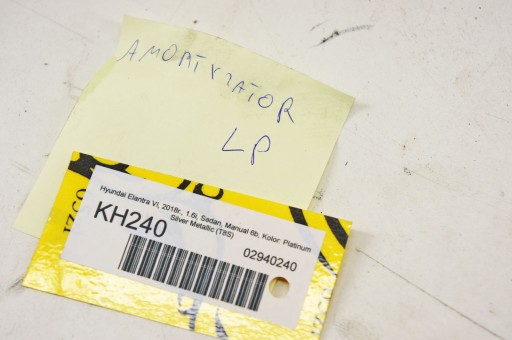 AMORTYZATOR
LP
Hyundai Elantra VI, 2018r., 1.6i, Sedan, Manual 6b, Kolor: Platinum
Silver Metallic (T8S)
KH240
02940240